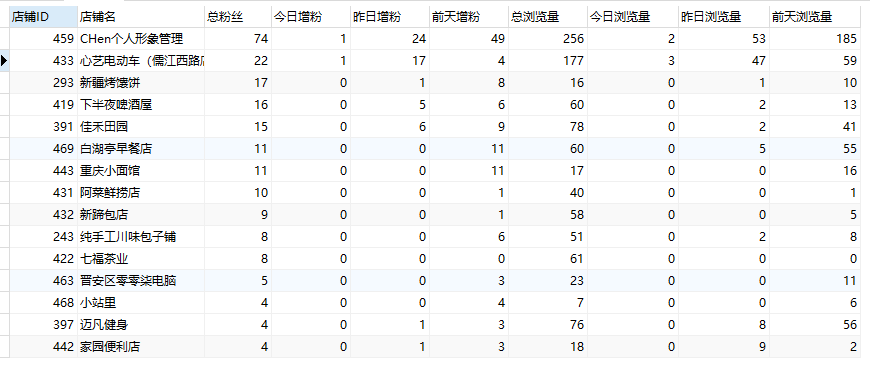 店铺ID 店铺名 总粉丝 今日增粉 昨日增粉 前天增粉 总浏览量 今日浏览量 昨日浏览量 前天浏览量
459 CHen个人形象管理 74 1 24 49 256 2 53 185
433 心艺电动车（儒江西路店 22 1 17 4 177 3 47 59
293 新疆烤馕饼 17 0 1 8 16 0 1 10
419 下半夜啤酒屋 16 0 5 6 60 0 2 13
391 佳禾田园 15 0 6 9 78 0 2 41
469 白湖亭早餐店 11 0 0 11 60 0 5 55
443 重庆小面馆 11 0 0 11 17 0 0 16
431 阿菜鲜捞店 10 0 0 1 40 0 0 1
432 新蹄包店 9 0 0 1 58 0 0 5
243 纯手工川味包子铺 8 0 0 6 51 0 2 8
422 七福茶业 8 0 0 0 61 0 0 0
463 晋安区零零柒电脑 5 0 0 3 23 0 0 11
468 小站里 4 0 0 4 7 0 0 6
397 迈凡健身 4 0 1 3 76 0 8 56
442 家园便利店 4 0 1 3 18 0 9 2